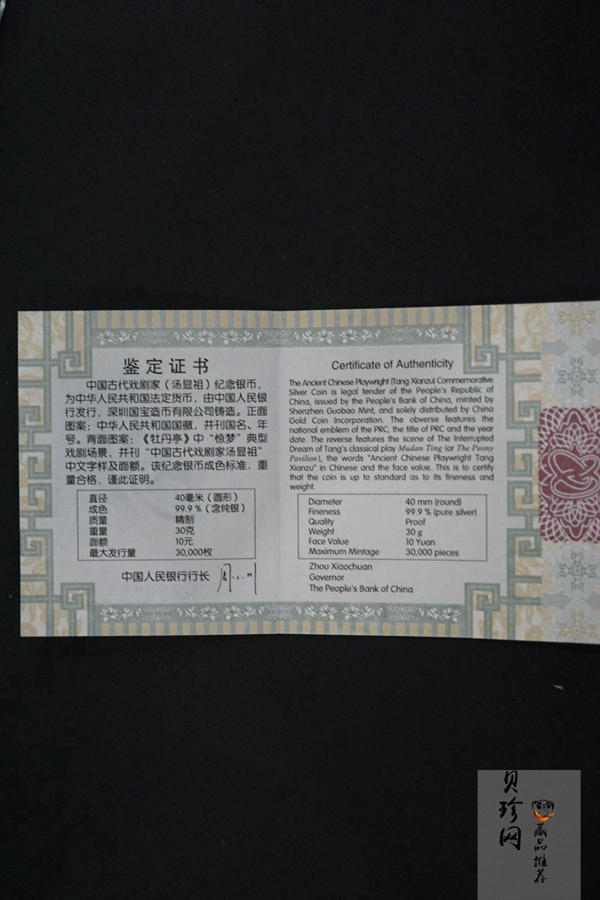 鉴定证书
中国古代戏剧家（汤显祖）纪念银币，
为中华人民共和国法定货币，由中国人民银
行发行，深圳国宝造币有限公司铸造。正面
图案：中华人民共和国国徽，并刊国名、年
号。背面图案：《牡丹亭》中“惊梦”典型
戏剧场景，并刊“中国古代戏剧家汤显祖”
中文字样及面额。该纪念银币成色标准，重
量合格，谨此证明。
直径 40毫米（圆形）
成色 99.9%（含纯银）
质量 精制
重量 30克
面额 10元
最大发行量 30,000枚
中国人民银行行长
Certificate of Authenticity
The Ancient Chinese Playwright (Tang Xianzu) Commemorative
Silver Coin is legal tender of the People's Republic of
China, issued by the People's Bank of China, minted by
Shenzhen Guobao Mint, and solely distributed by China
Gold Coin Incorporation. The obverse features the
national emblem of the PRC, the title of PRC and the year
date. The reverse features the scene of The Interrupted
Dream of Tang's classical play Mudan Ting (at The Peony
Pavilion), the words "Ancient Chinese Playwright Tang
Xianzu" in Chinese and the face value. This is to certify
that the coin is up to standard as to its fineness and
weight.
Diameter 40 mm (round)
Fineness 99.9 % (pure silver)
Quality Proof
Weight 30 g
Face Value 10 Yuan
Maximum Mintage 30,000 pieces
Zhou Xiaochuan
Governor
The People's Bank of China
贝珍网
藏品推荐